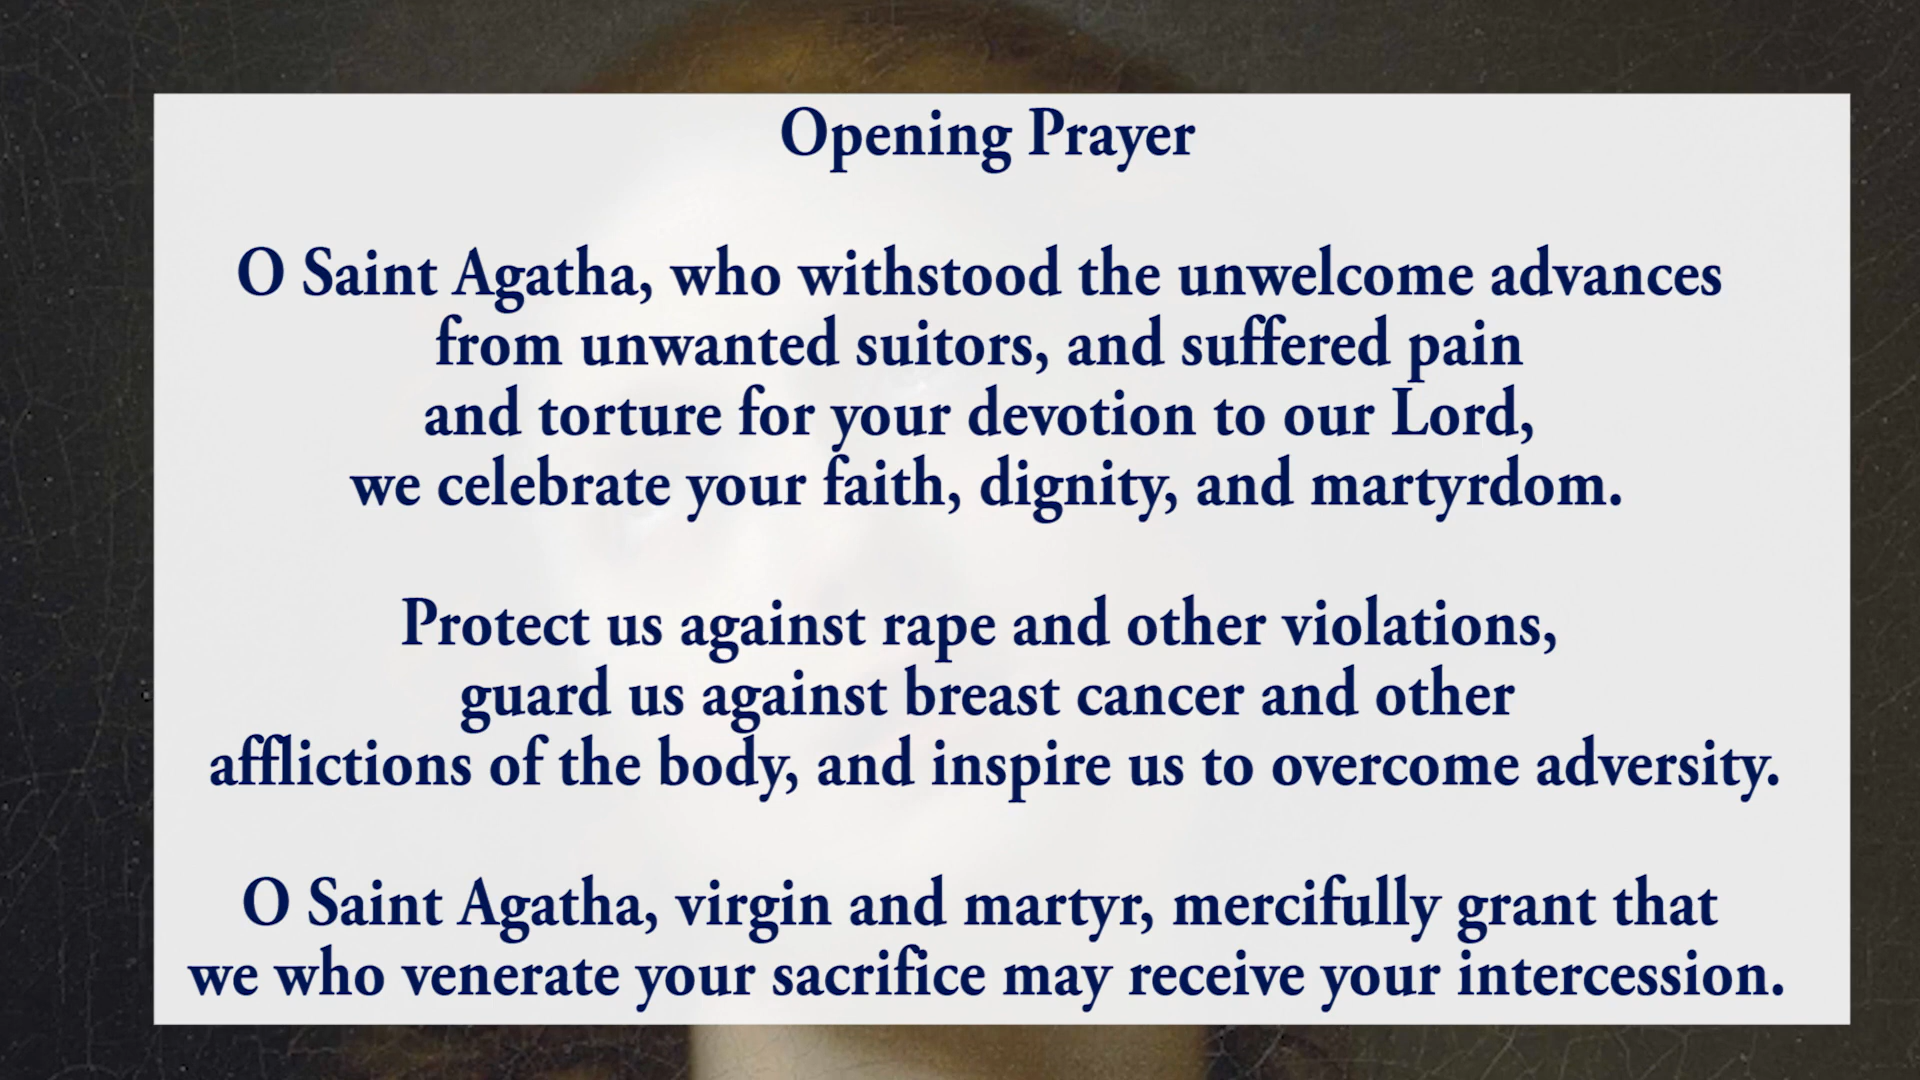 Opening Prayer
O Saint Agatha, who withstood the unwelcome advances
from unwanted suitors, and suffered pain
and torture for your devotion to our Lord,
we celebrate your faith, dignity, and martyrdom.
Protect us against rape and other violations,
guard us against breast cancer and other
afflictions of the body, and inspire us to overcome adversity.
O Saint Agatha, virgin and martyr, mercifully grant that
we who venerate your sacrifice may receive your intercession.